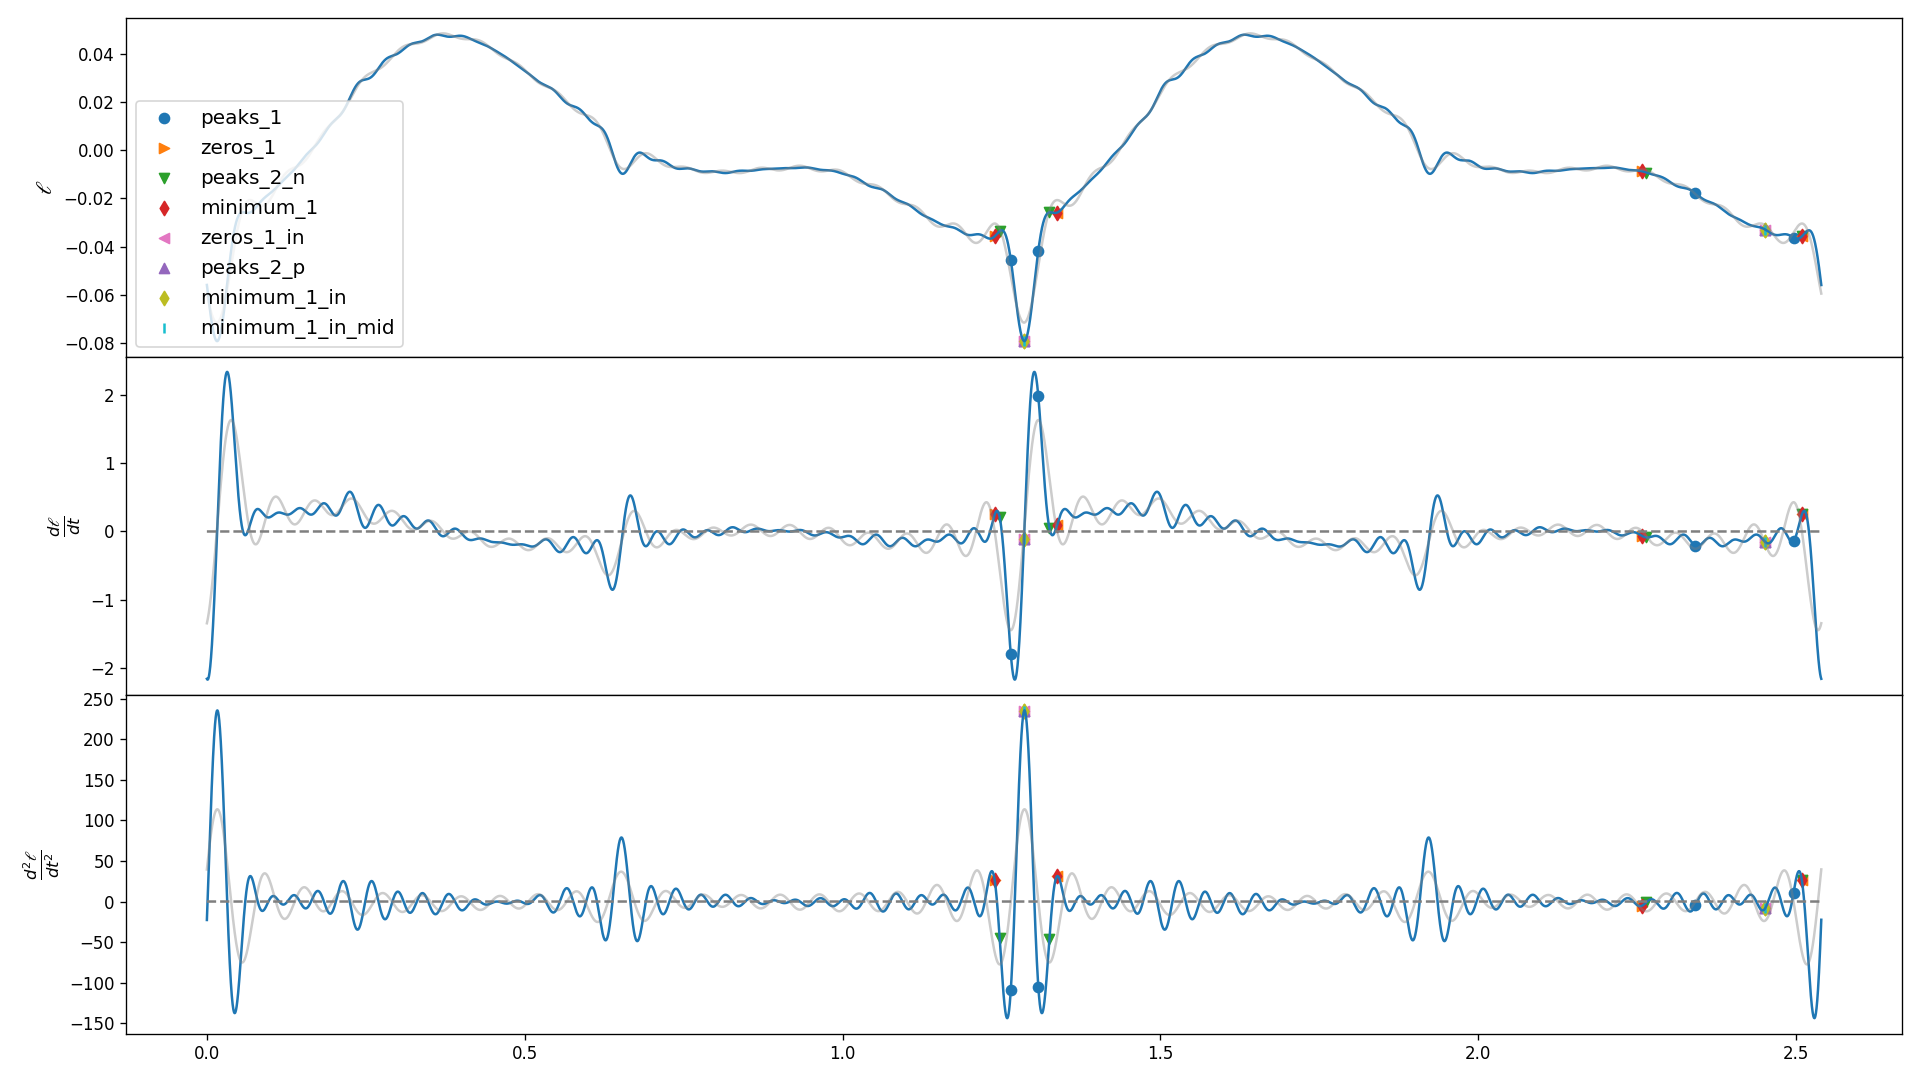 ℓ
0.04
0.02
0.00
−0.02
−0.04
−0.06
−0.08
peaks_1
zeros_1
peaks_2_n
minimum_1
zeros_1_in
peaks_2_p
minimum_1_in
minimum_1_in_mid
dℓ
dt
2
1
0
−1
−2
d²ℓ
dt²
250
200
150
100
50
0
−50
−100
−150
0.0 0.5 1.0 1.5 2.0 2.5